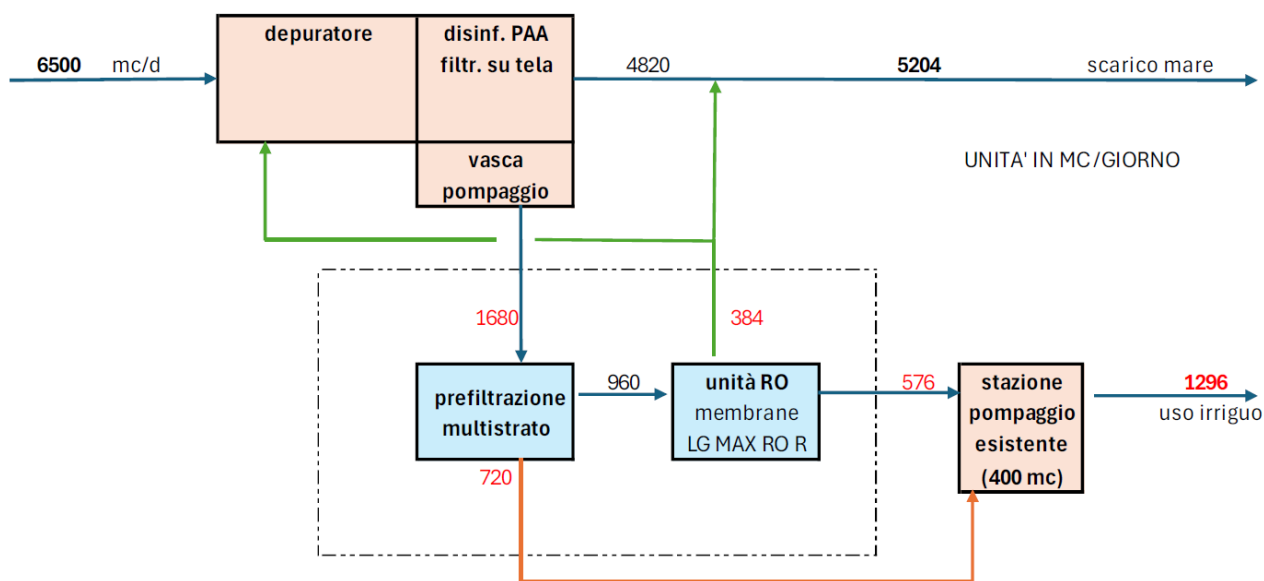 6500 mc/d
depuratore
disinf. PAA
filtr. su tela
4820
5204
scarico mare
vasca
pompaggio
UNITA' IN MC/GIORNO
1680
384
prefiltrazione
multistrato
960
unità RO
membrane
LG MAX RO R
576
stazione
pompaggio
esistente
(400 mc)
1296
uso irriguo
720